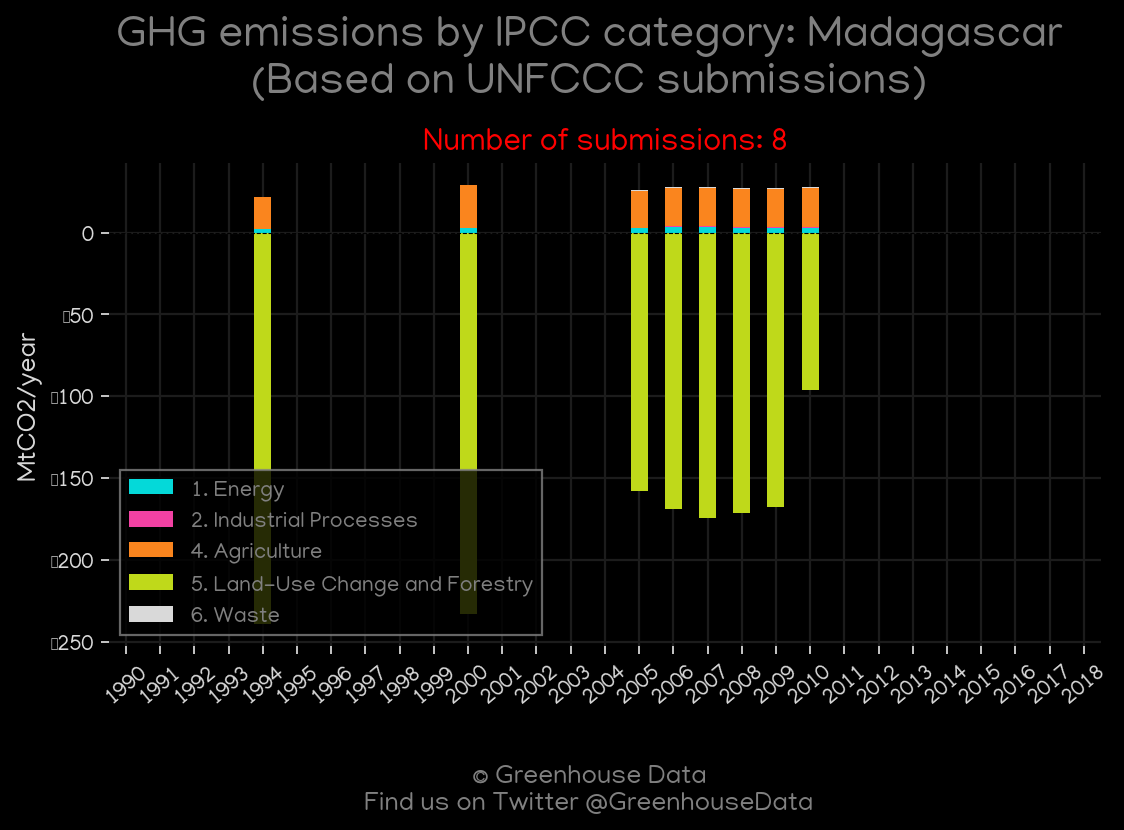 GHG emissions by IPCC category: Madagascar
(Based on UNFCCC submissions)
Number of submissions: 8
MtCO2/year
0
▯50
▯100
▯150
▯200
▯250
1. Energy
2. Industrial Processes
4. Agriculture
5. Land-Use Change and Forestry
6. Waste
1990 1991 1992 1993 1994 1995 1996 1997 1998 1999 2000 2001 2002 2003 2004 2005 2006 2007 2008 2009 2010 2011 2012 2013 2014 2015 2016 2017 2018
© Greenhouse Data
Find us on Twitter @GreenhouseData